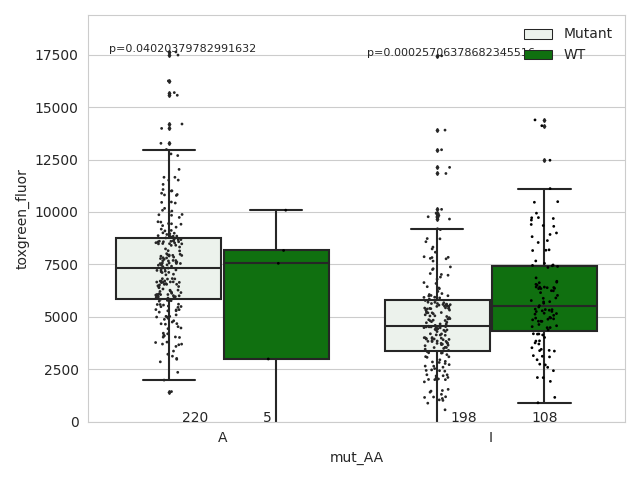 p=0.04020379782991632
p=0.00025706378682345516
Mutant
WT
17500
15000
12500
10000
7500
5000
2500
0
toxgreen_fluor
220
5
198
108
A
I
mut_AA